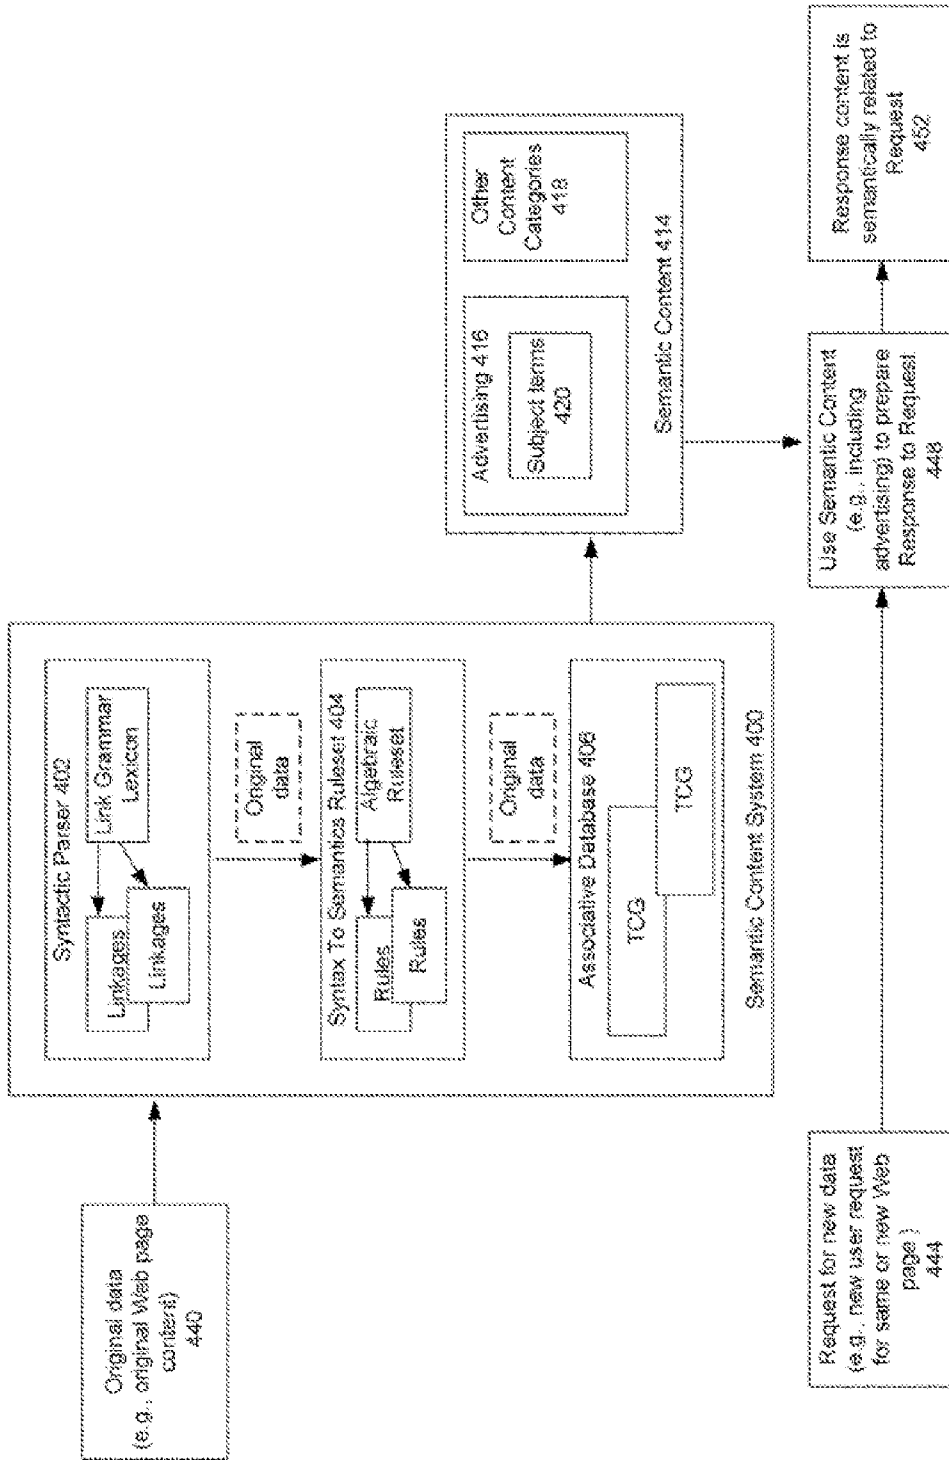 Original data
(e.g., original Web page
content)
440
Syntactic Parser 402
Linkages
Linkages
Link Grammar
Lexicon
Original
data
Syntax To Semantics Ruleset 404
Rules
Rules
Algebraic
Ruleset
Original
data
Associative Database 406
TCG
TCG
Semantic Content System 400
Advertising 416
Subject terms
420
Other
Content
Categories
418
Semantic Content 414
Request for new data
(e.g., new user request
for same or new Web
page )
444
Use Semantic Content
(e.g., including
advertising) to prepare
Response to Request
448
Response content is
semantically related to
Request
452